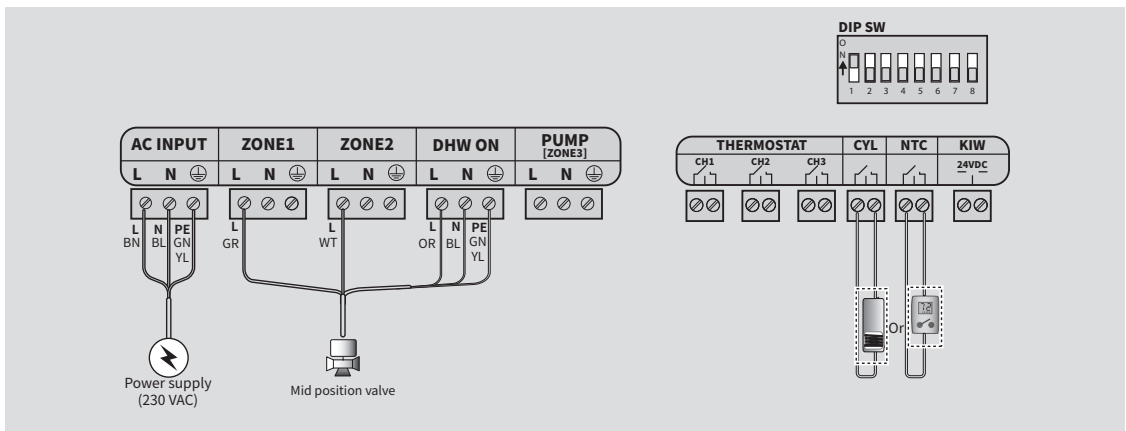 DIP SW
O
N
1 2 3 4 5 6 7 8
AC INPUT ZONE1 ZONE2 DHW ON PUMP
[ZONE3]
L N L N L N L N L N
THERMOSTAT CYL NTC KIW
CH1 CH2 CH3 24VDC
L N PE L L L N PE
BN BL GN GR WT OR BL GN
YL YL
7.2
Or
Power supply
(230 VAC)
Mid position valve